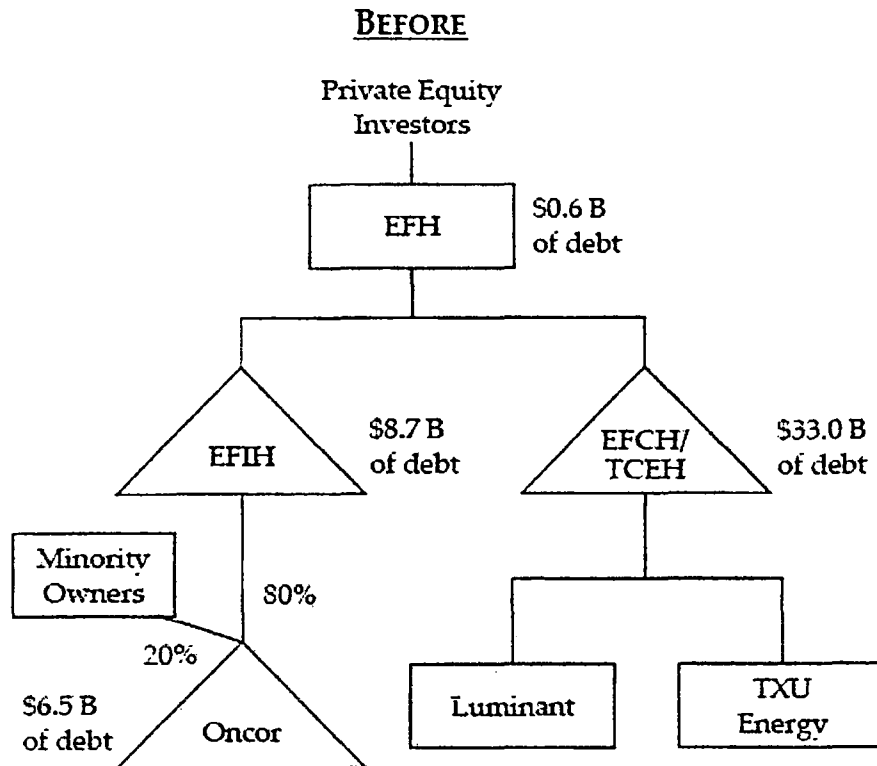 BEFORE
Private Equity
Investors
EFH
$0.6 B
of debt
EFIH
$8.7 B
of debt
EFCH/
TCEH
$33.0 B
of debt
Minority
Owners
80%
20%
$6.5 B
of debt
Oncor
Luminant
TXU
Energy